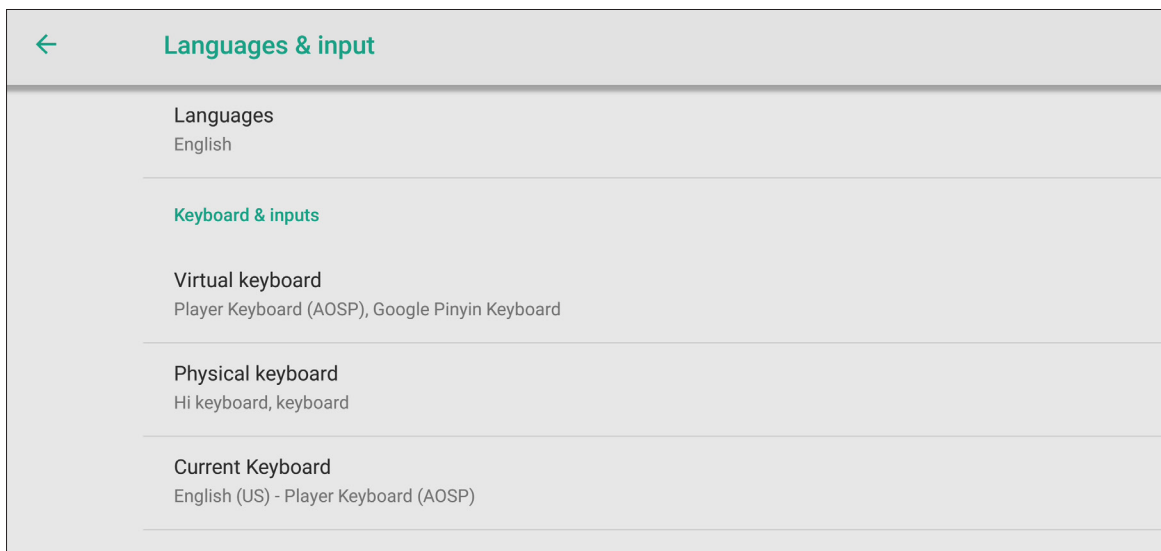 Languages & input
Languages
English
Keyboard & inputs
Virtual keyboard
Player Keyboard (AOSP), Google Pinyin Keyboard
Physical keyboard
Hi keyboard, keyboard
Current Keyboard
English (US) - Player Keyboard (AOSP)